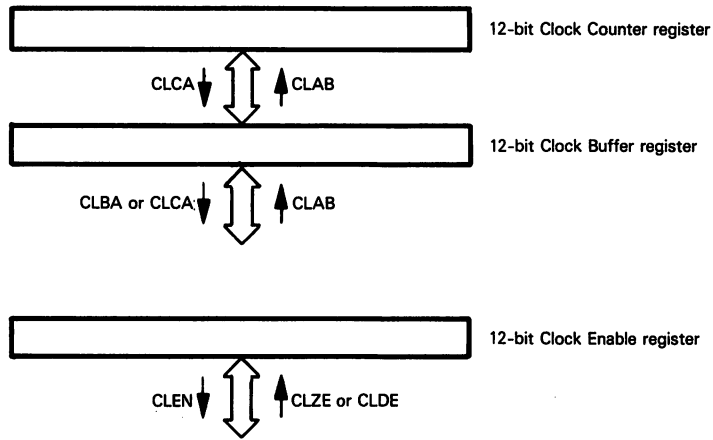 12-bit Clock Counter register
CLCA CLAB
12-bit Clock Buffer register
CLBA or CLCA CLAB
12-bit Clock Enable register
CLEN CLZE or CLDE